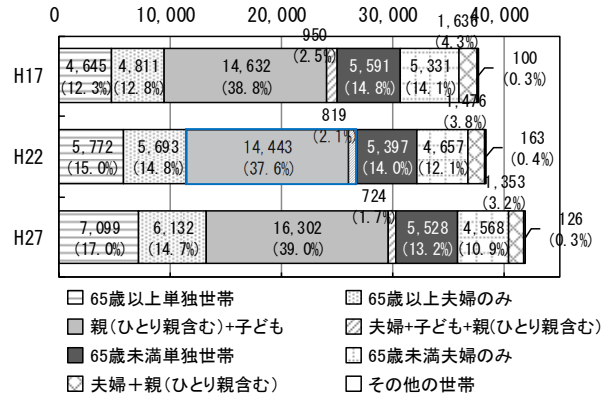 0 10,000 20,000 30,000 40,000
950
(2.5%) (4.3%)
H17 4,645 4,811 14,632 5,591 5,331 100
(12.3%) (12.8%) (38.8%) (14.8%) (14.1%) (0.3%)
819 1,476
(2.1%) (3.8%)
H22 5,772 5,693 14,443 5,397 4,657 163
(15.0%) (14.8%) (37.6%) (14.0%) (12.1%) (0.4%)
724 1,353
(1.7%) (3.2%)
H27 7,099 6,132 16,302 5,528 4,568 126
(17.0%) (14.7%) (39.0%) (13.2%) (10.9%) (0.3%)
65歳以上単独世帯 65歳以上夫婦のみ
親(ひとり親含む)+子ども 夫婦+子ども+親(ひとり親含む)
65歳未満単独世帯 65歳未満夫婦のみ
夫婦＋親(ひとり親含む) その他の世帯